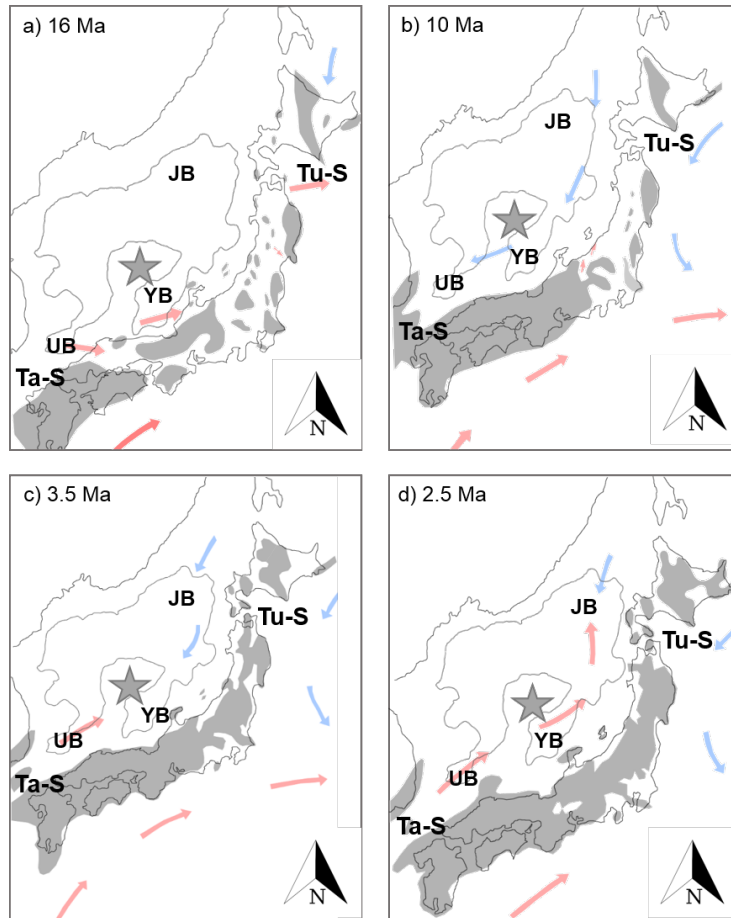 a) 16 Ma
JB
Tu-S
YB
UB
Ta-S
N
b) 10 Ma
JB
Tu-S
YB
UB
Ta-S
N
c) 3.5 Ma
JB
Tu-S
YB
UB
Ta-S
N
d) 2.5 Ma
JB
Tu-S
YB
UB
Ta-S
N